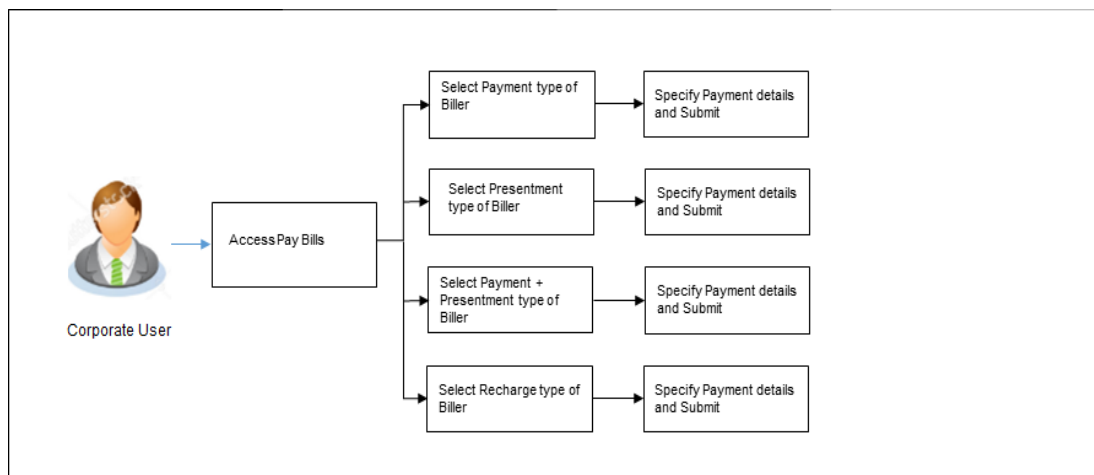 Select Payment type of
Biller
Specify Payment details
and Submit
Select Presentment
type of Biller
Specify Payment details
and Submit
Access Pay Bills
Corporate User
Select Payment +
Presentment type of
Biller
Specify Payment details
and Submit
Select Recharge type of
Biller
Specify Payment details
and Submit